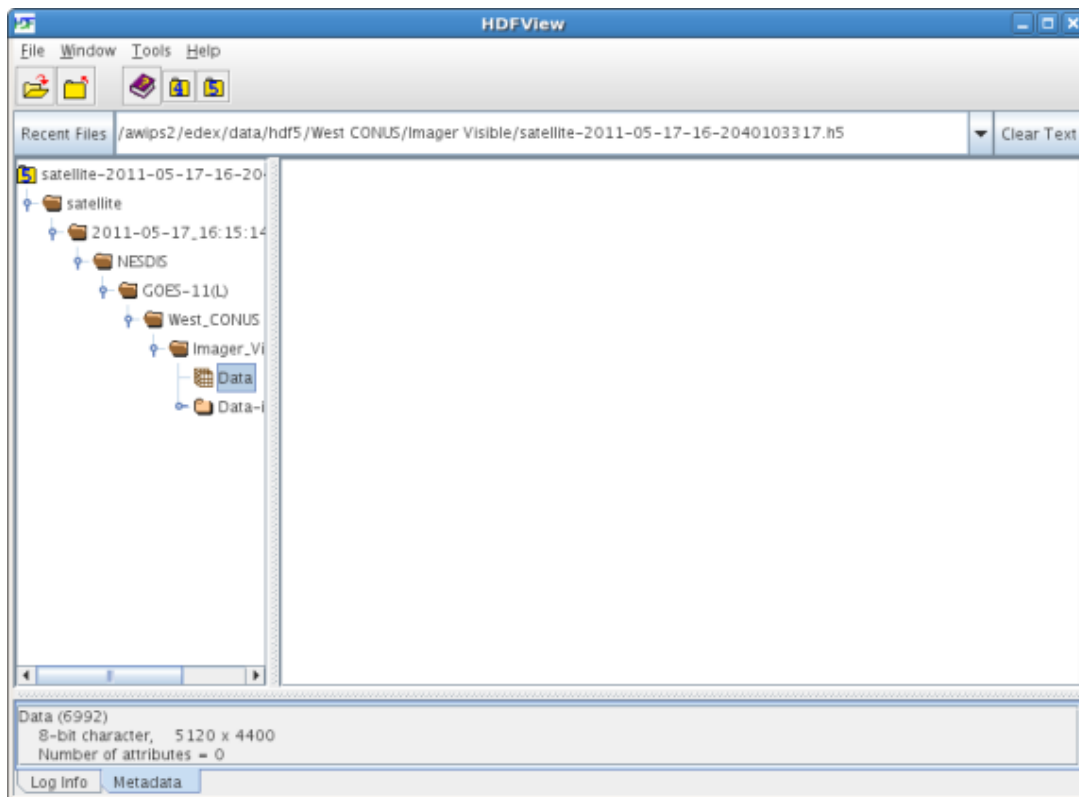 HDFView
File Window Tools Help
4 5
Recent Files /awips2/edex/data/hdf5/West CONUS/Imager Visible/satellite-2011-05-17-16-2040103317.h5 Clear Text
5 satellite-2011-05-17-16-20
satellite
2011-05-17_16:15:14
NESDIS
GOES-11(L)
West_CONUS
Imager_Vi
Data
Data-i
Data (6992)
8-bit character, 5120 x 4400
Number of attributes = 0
Log Info Metadata